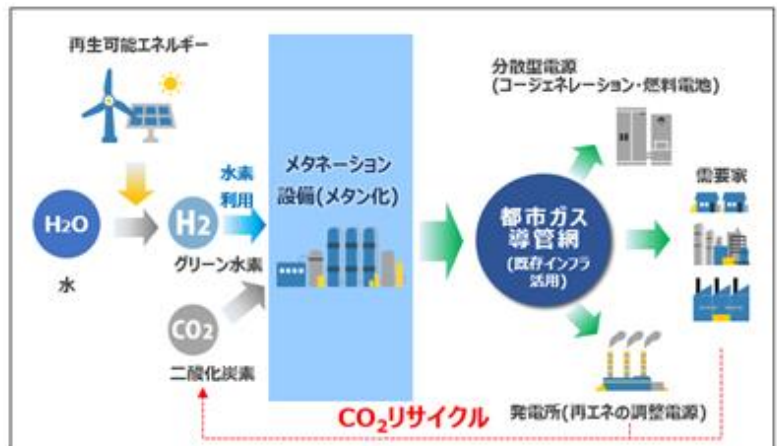 再生可能エネルギー
H2O
水
水素
利用
H2
グリーン水素
CO2
二酸化炭素
メタネーション
設備(メタン化)
都市ガス
導管網
(既存インフラ
活用)
分散型電源
(コージェネレーション・燃料電池)
需要家
発電所(再エネの調整電源)
CO2リサイクル